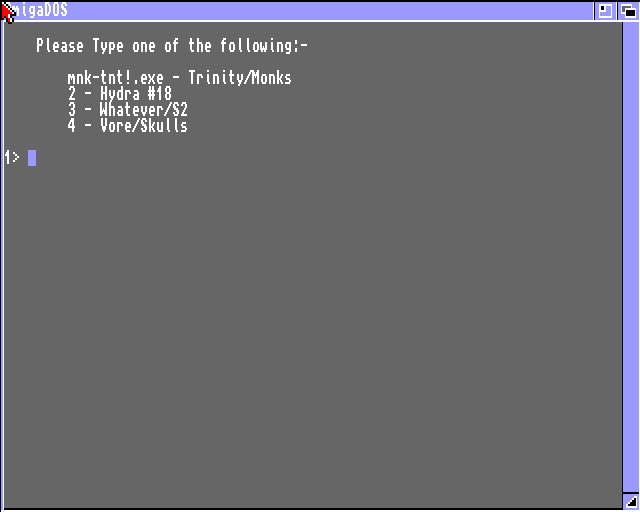 migaDOS
Please Type one of the following:-
mnk-tnt!.exe - Trinity/Monks
2 - Hydra #18
3 - Whatever/S2
4 - Vore/Skulls
1>